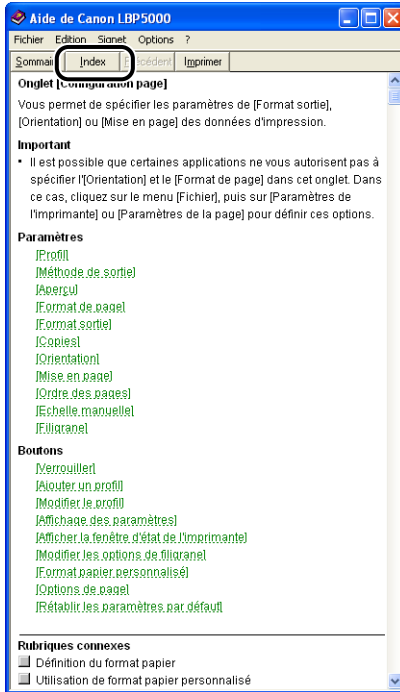 Aide de Canon LBP5000
Fichier Edition Signet Options ?
Sommaire Index Précédent Imprimer
Onglet [Configuration page]
Vous permet de spécifier les paramètres de [Format sortie],
[Orientation] ou [Mise en page] des données d'impression.
Important
• Il est possible que certaines applications ne vous autorisent pas à
spécifier l'[Orientation] et le [Format de page] dans cet onglet. Dans
ce cas, cliquez sur le menu [Fichier], puis sur [Paramètres de
l'imprimante] ou [Paramètres de la page] pour définir ces options.
Paramètres
[Profil]
[Méthode de sortie]
[Aperçu]
[Format de page]
[Format sortie]
[Copies]
[Orientation]
[Mise en page]
[Ordre des pages]
[Echelle manuelle]
[Filigrane]
Boutons
[Verrouiller]
[Ajouter un profil]
[Modifier le profil]
[Affichage des paramètres]
[Afficher la fenêtre d'état de l'imprimante]
[Modifier les options de filigrane]
[Format papier personnalisé]
[Options de page]
[Rétablir les paramètres par défaut]
Rubriques connexes
Définition du format papier
Utilisation de format papier personnalisé